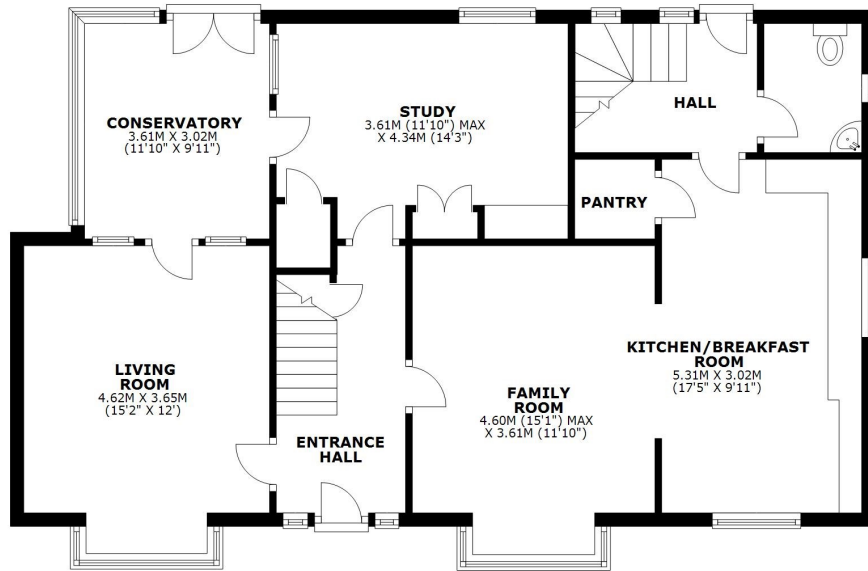 CONSERVATORY
3.61M X 3.02M
(11'10" X 9'11")
STUDY
3.61M (11'10") MAX
X 4.34M (14'3")
HALL
PANTRY
LIVING
ROOM
4.62M X 3.65M
(15'2" X 12')
ENTRANCE
HALL
FAMILY
ROOM
4.60M (15'1") MAX
X 3.61M (11'10")
KITCHEN/BREAKFAST
ROOM
5.31M X 3.02M
(17'5" X 9'11")